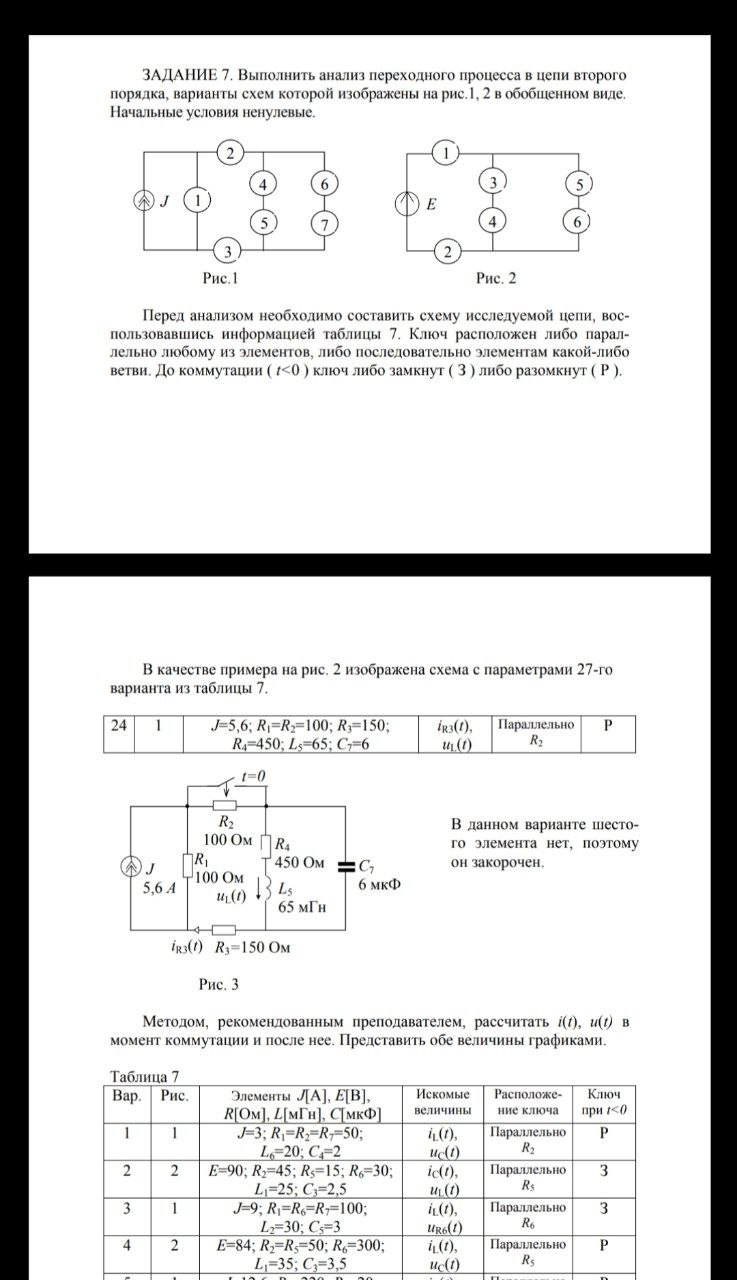 ЗАДАНИЕ 7. Выполнить анализ переходного процесса в цепи второго
порядка, варианты схем которой изображены на рис.1, 2 в обобщенном виде.
Начальные условия ненулевые.
J 1 2 3 4 5 6 7
E 1 2 3 4 5 6
Рис.1 Рис. 2
Перед анализом необходимо составить схему исследуемой цепи, вос-
пользовавшись информацией таблицы 7. Ключ расположен либо парал-
лельно любому из элементов, либо последовательно элементам какой-либо
ветви. До коммутации ( t<0 ) ключ либо замкнут ( З ) либо разомкнут ( Р ).
В качестве примера на рис. 2 изображена схема с параметрами 27-го
варианта из таблицы 7.
24 1 J=5,6; R₁=R₂=100; R₃=150; iR3(t), Параллельно Р
R₄=450; L₅=65; C₇=6 uL(t) R₂
t=0
R₂
100 Ом
R₄
450 Ом
J
5,6 А
R₁
100 Ом
uL(t)
L₅
65 мГн
C₇
6 мкФ
iR3(t) R₃=150 Ом
В данном варианте шесто-
го элемента нет, поэтому
он закорочен.
Рис. 3
Методом, рекомендованным преподавателем, рассчитать i(t), u(t) в
момент коммутации и после нее. Представить обе величины графиками.
Таблица 7
Вар. Рис. Элементы J[А], E[В], Искомые Расположе- Ключ
R[Ом], L[мГн], C[мкФ] величины ние ключа при t<0
1 1 J=3; R₁=R₂=R₇=50; iL(t), Параллельно Р
L₆=20; C₄=2 uC(t) R₂
2 2 E=90; R₂=45; R₅=15; R₆=30; iC(t), Параллельно З
L₁=25; C₃=2,5 uL(t) R₅
3 1 J=9; R₁=R₆=R₇=100; iL(t), Параллельно З
L₂=30; C₅=3 uR6(t) R₆
4 2 E=84; R₂=R₅=50; R₆=300; iL(t), Параллельно Р
L₁=35; C₃=3,5 uC(t) R₅